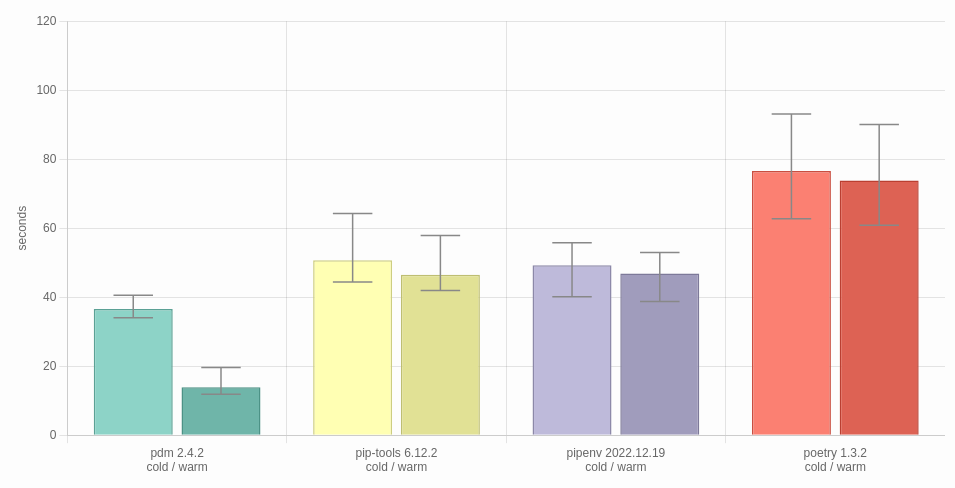 120
100
80
60
40
20
0
seconds
pdm 2.4.2
cold / warm
pip-tools 6.12.2
cold / warm
pipenv 2022.12.19
cold / warm
poetry 1.3.2
cold / warm